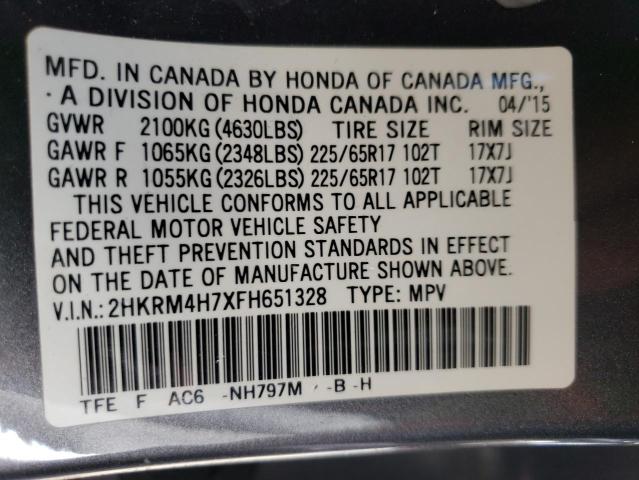 MFD. IN CANADA BY HONDA OF CANADA MFG.,
A DIVISION OF HONDA CANADA INC. 04/'15
GVWR 2100KG (4630LBS) TIRE SIZE RIM SIZE
GAWR F 1065KG (2348LBS) 225/65R17 102T 17X7J
GAWR R 1055KG (2326LBS) 225/65R17 102T 17X7J
THIS VEHICLE CONFORMS TO ALL APPLICABLE
FEDERAL MOTOR VEHICLE SAFETY
AND THEFT PREVENTION STANDARDS IN EFFECT
ON THE DATE OF MANUFACTURE SHOWN ABOVE.
V.I.N.: 2HKRM4H7XFH651328 TYPE: MPV
TFE F AC6 -NH797M -B -H